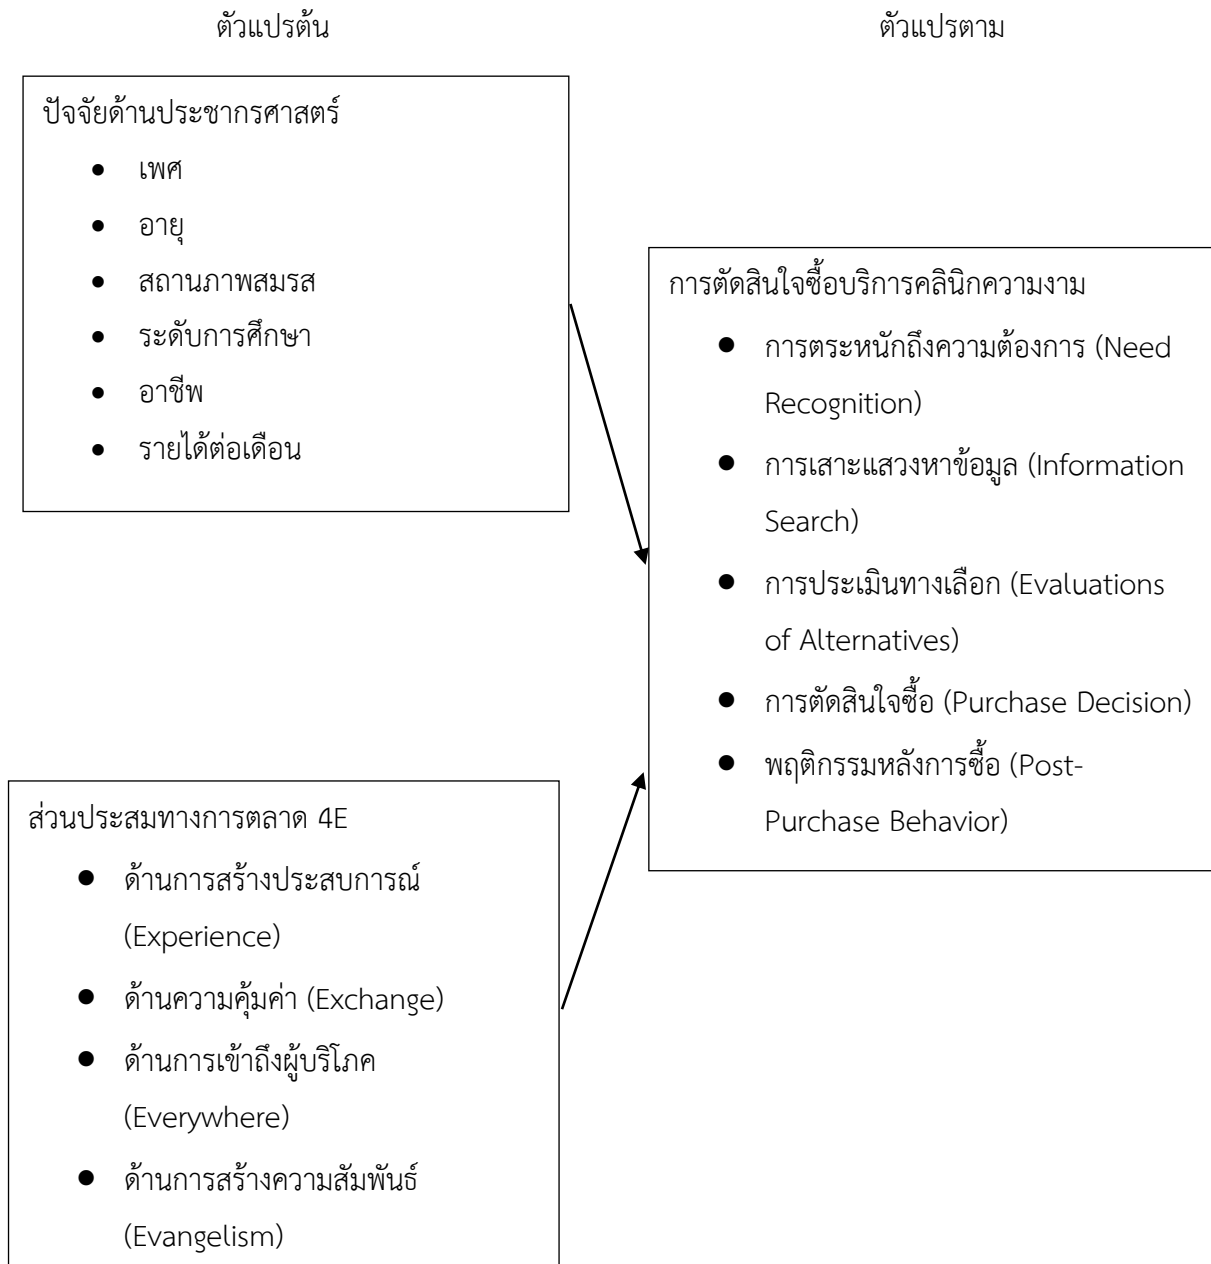 ตัวแปรต้น
ตัวแปรตาม
ปัจจัยด้านประชากรศาสตร์
● เพศ
● อายุ
● สถานภาพสมรส
● ระดับการศึกษา
● อาชีพ
● รายได้ต่อเดือน
การตัดสินใจซื้อบริการคลินิกความงาม
● การตระหนักถึงความต้องการ (Need
Recognition)
● การเสาะแสวงหาข้อมูล (Information
Search)
● การประเมินทางเลือก (Evaluations
of Alternatives)
● การตัดสินใจซื้อ (Purchase Decision)
● พฤติกรรมหลังการซื้อ (Post-
Purchase Behavior)
ส่วนประสมทางการตลาด 4E
● ด้านการสร้างประสบการณ์
(Experience)
● ด้านความคุ้มค่า (Exchange)
● ด้านการเข้าถึงผู้บริโภค
(Everywhere)
● ด้านการสร้างความสัมพันธ์
(Evangelism)